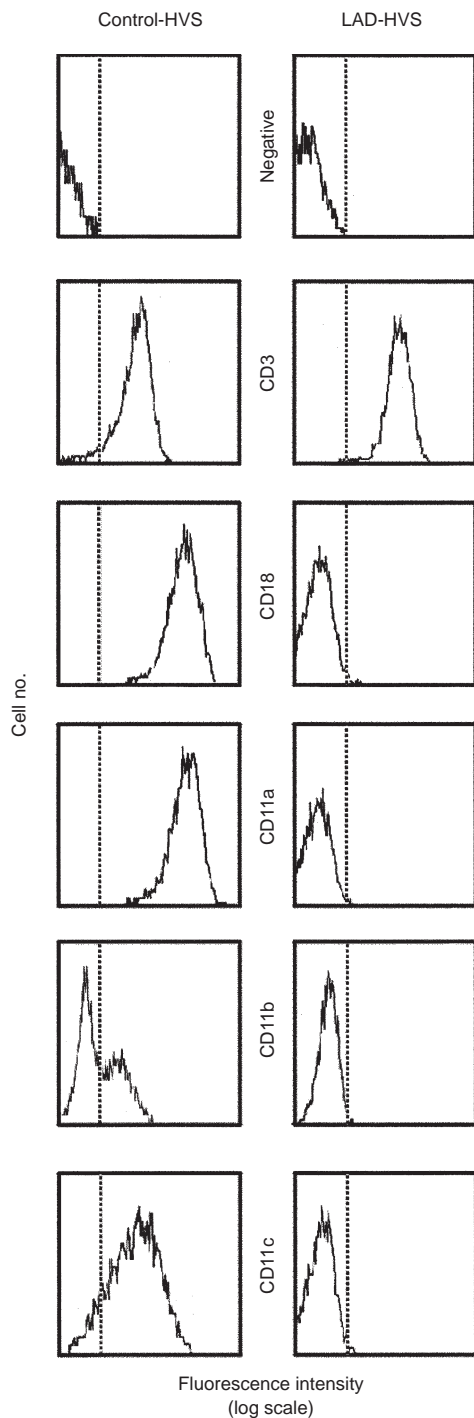 Control-HVS
LAD-HVS
Negative
CD3
CD18
Cell no.
CD11a
CD11b
CD11c
Fluorescence intensity
(log scale)